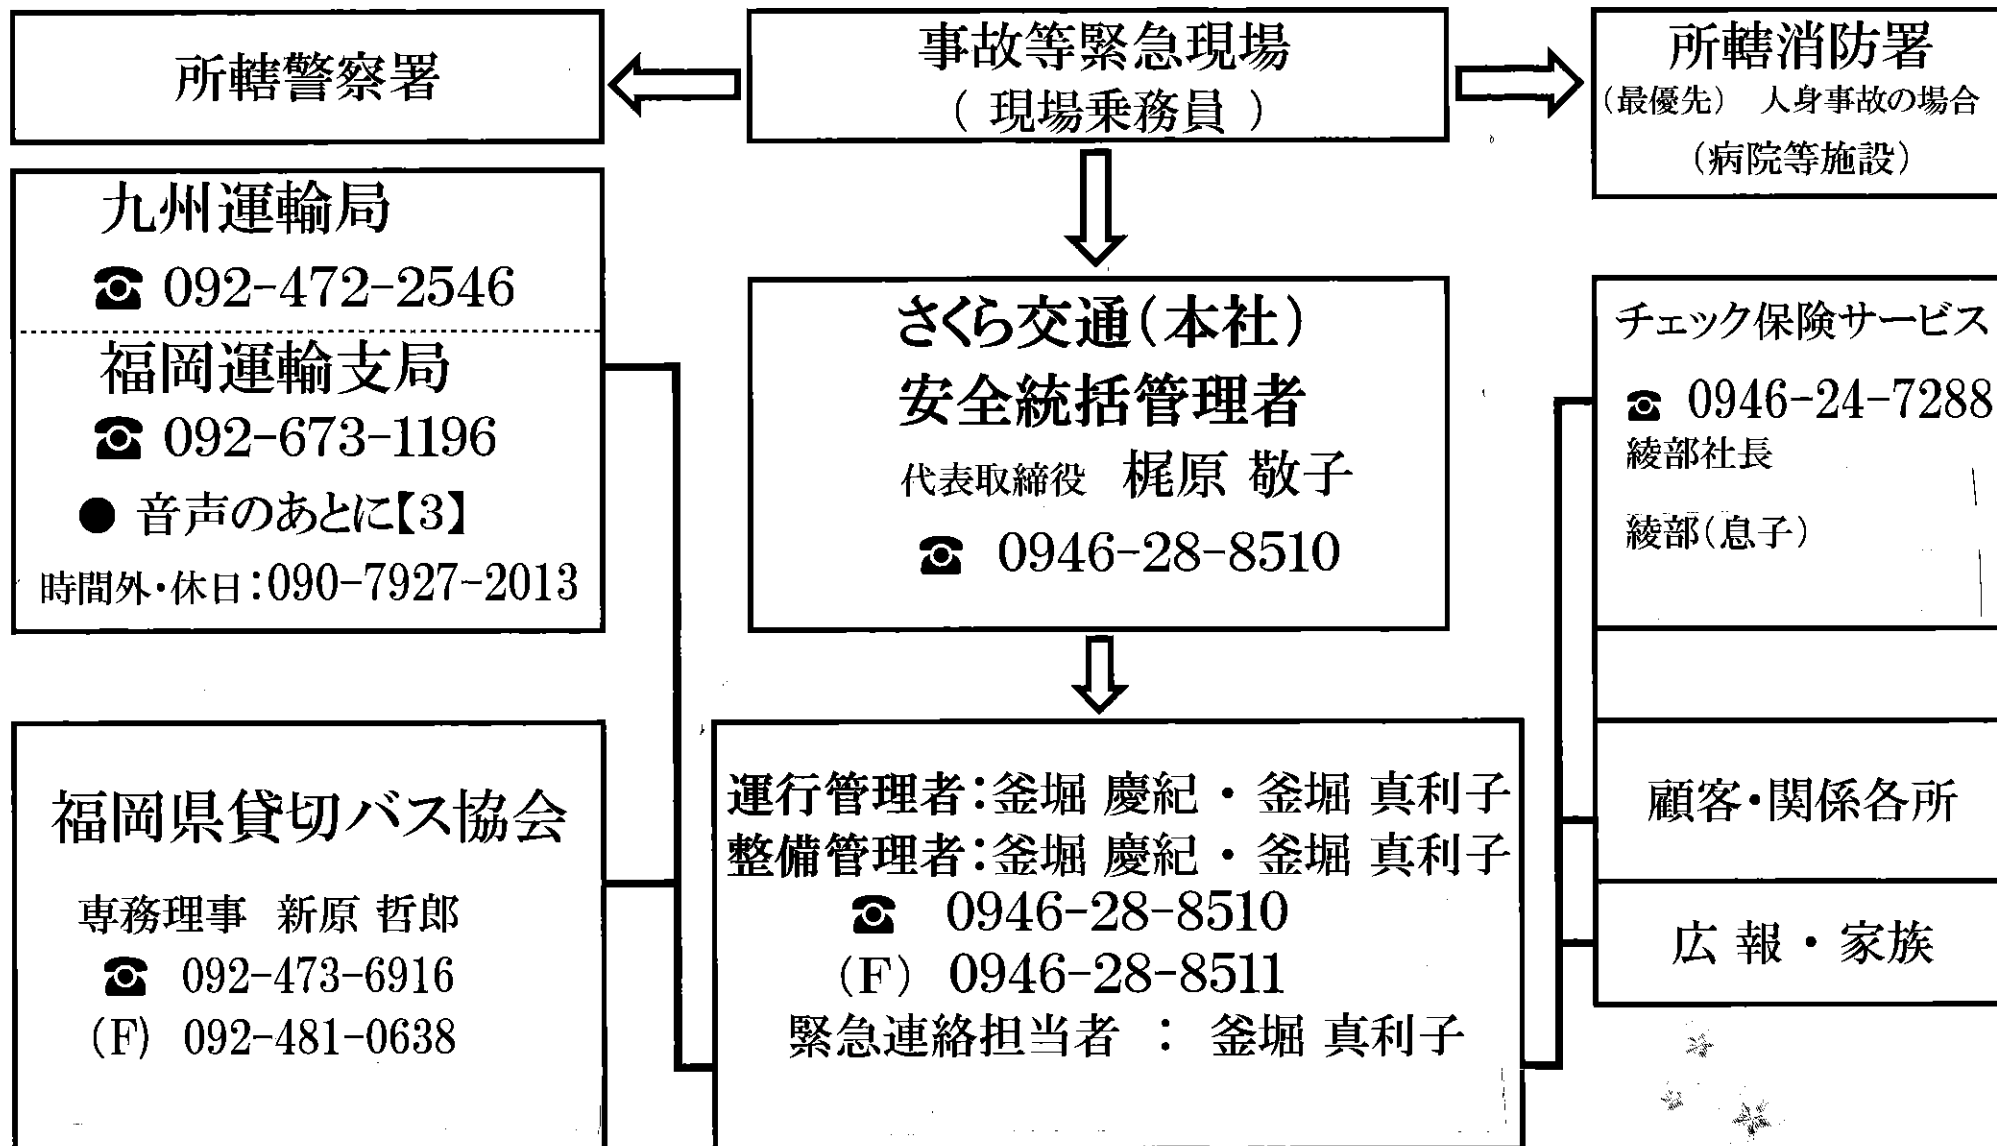 所轄警察署
事故等緊急現場
( 現場乗務員 )
所轄消防署
(最優先) 人身事故の場合
(病院等施設)
九州運輸局
☎ 092-472-2546
福岡運輸支局
☎ 092-673-1196
● 音声のあとに【3】
時間外・休日:090-7927-2013
さくら交通(本社)
安全統括管理者
代表取締役 梶原 敬子
☎ 0946-28-8510
チェック保険サービス
☎ 0946-24-7288
綾部社長
綾部(息子)
福岡県貸切バス協会
専務理事 新原 哲郎
☎ 092-473-6916
(F) 092-481-0638
運行管理者:釜堀 慶紀 ・ 釜堀 真利子
整備管理者:釜堀 慶紀 ・ 釜堀 真利子
☎ 0946-28-8510
(F) 0946-28-8511
緊急連絡担当者 : 釜堀 真利子
顧客・関係各所
広 報 ・ 家族